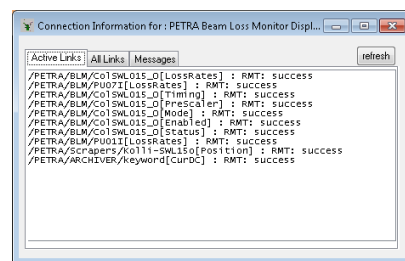 Connection Information for : PETRA Beam Loss Monitor Displ...
Active Links All Links Messages refresh
/PETRA/BLM/ColSWL015_O[LossRates] : RMT: success
/PETRA/BLM/PU07I[LossRates] : RMT: success
/PETRA/BLM/ColSWL015_O[Timing] : RMT: success
/PETRA/BLM/ColSWL015_O[PreScaler] : RMT: success
/PETRA/BLM/ColSWL015_O[Mode] : RMT: success
/PETRA/BLM/ColSWL015_O[Enabled] : RMT: success
/PETRA/BLM/ColSWL015_O[Status] : RMT: success
/PETRA/BLM/PU01I[LossRates] : RMT: success
/PETRA/Scrapers/Kolli-SWL15o[Position] : RMT: success
/PETRA/ARCHIVER/keyword[CurDC] : RMT: success